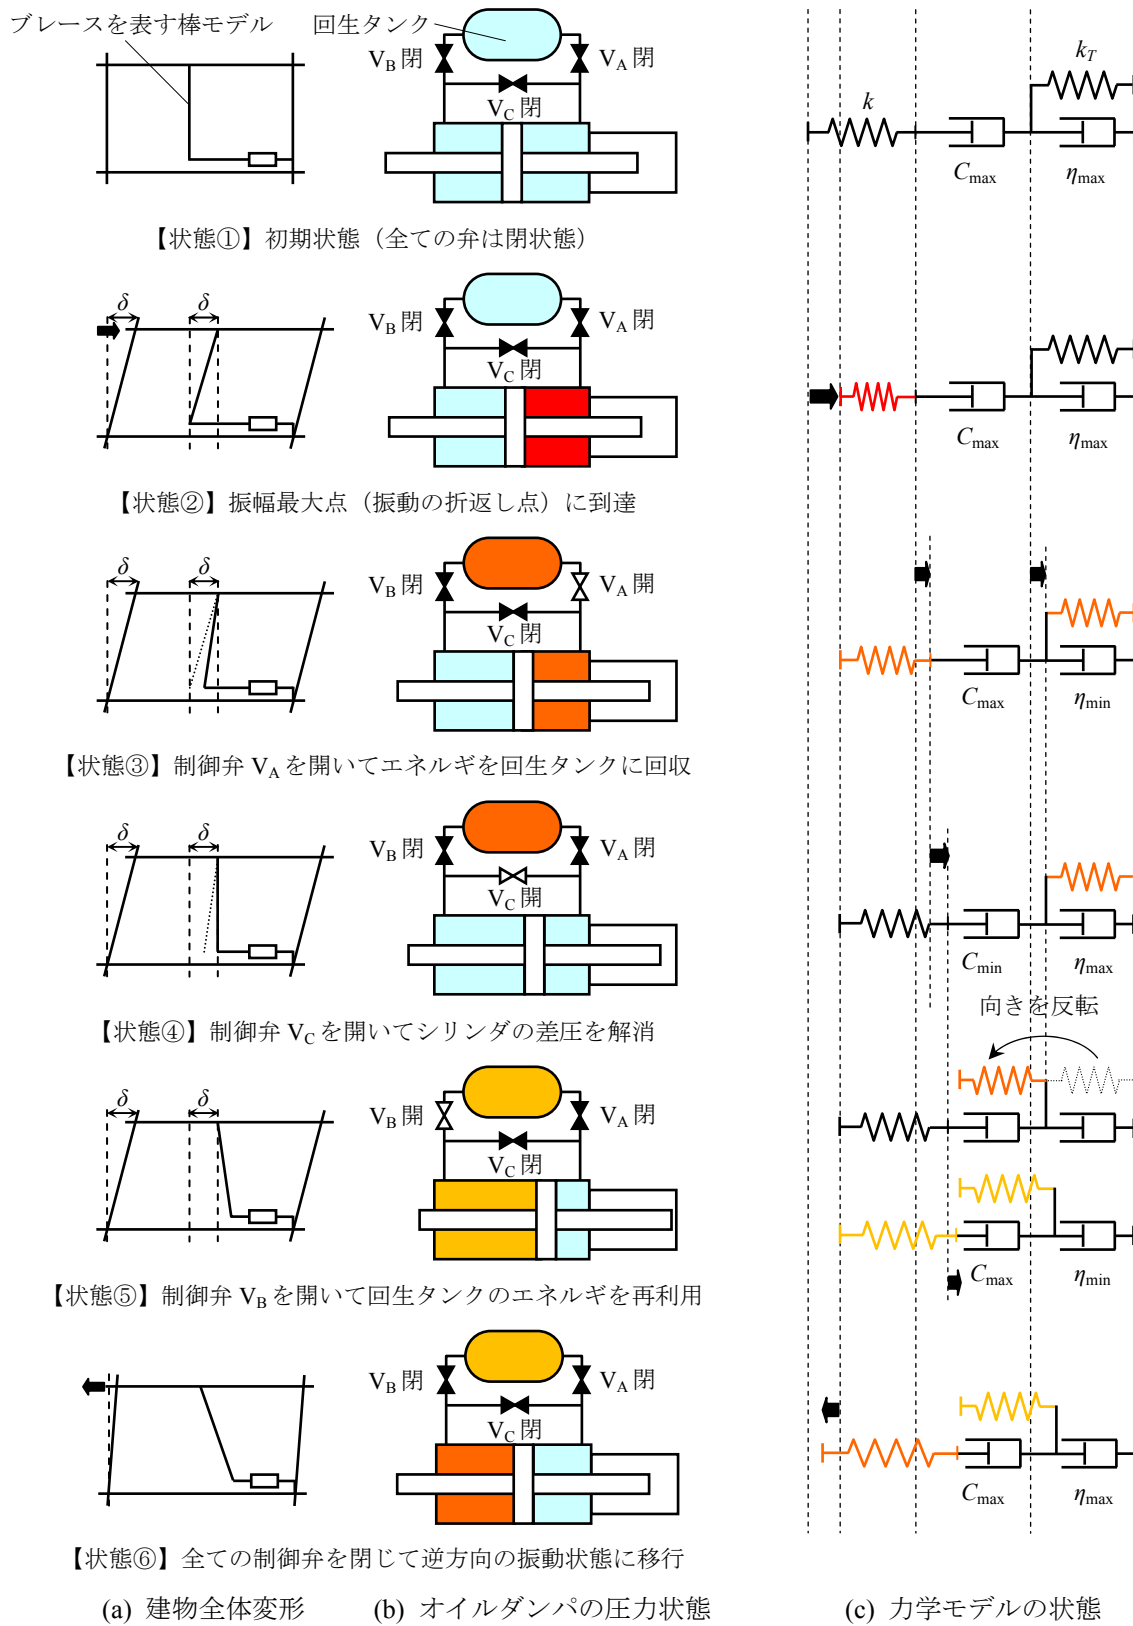 ブレースを表す棒モデル
回生タンク
V_B 閉
V_A 閉
V_C 閉
k
k_T
C_max
η_max
【状態①】初期状態（全ての弁は閉状態）
δ
δ
V_B 閉
V_A 閉
V_C 閉
C_max
η_max
【状態②】振幅最大点（振動の折返し点）に到達
δ
δ
V_B 閉
V_A 開
V_C 閉
C_max
η_min
【状態③】制御弁 V_A を開いてエネルギを回生タンクに回収
δ
δ
V_B 閉
V_A 閉
V_C 開
C_min
η_max
【状態④】制御弁 V_C を開いてシリンダの差圧を解消
向きを反転
δ
δ
V_B 開
V_A 閉
V_C 閉
C_max
η_min
【状態⑤】制御弁 V_B を開いて回生タンクのエネルギを再利用
V_B 閉
V_A 閉
V_C 閉
C_max
η_max
【状態⑥】全ての制御弁を閉じて逆方向の振動状態に移行
(a) 建物全体変形
(b) オイルダンパの圧力状態
(c) 力学モデルの状態